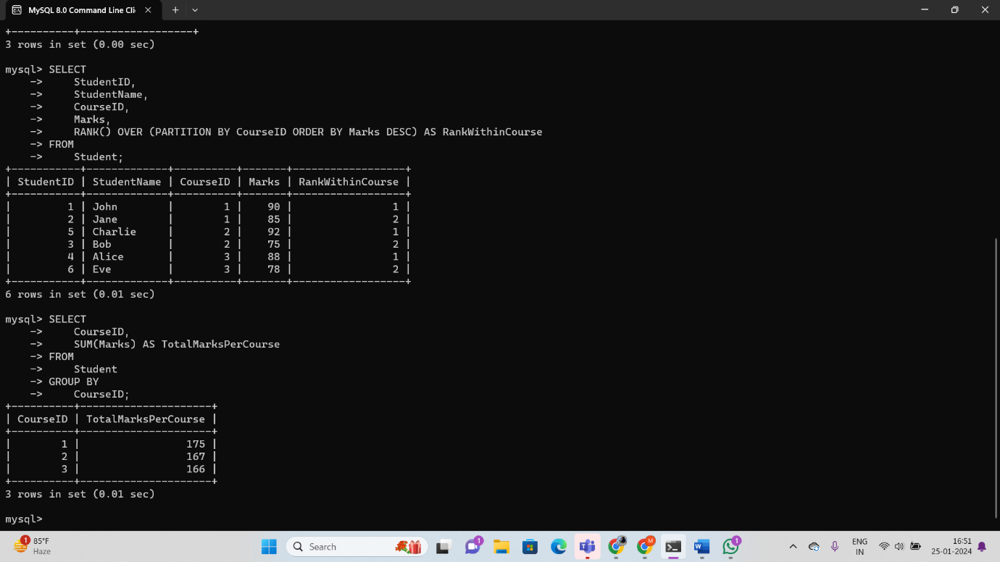 MySQL 8.0 Command Line Cli
+----------+------------------+
3 rows in set (0.00 sec)
mysql> SELECT
    ->     StudentID,
    ->     StudentName,
    ->     CourseID,
    ->     Marks,
    ->     RANK() OVER (PARTITION BY CourseID ORDER BY Marks DESC) AS RankWithinCourse
    -> FROM
    ->     Student;
+-----------+-------------+----------+-------+------------------+
| StudentID | StudentName | CourseID | Marks | RankWithinCourse |
+-----------+-------------+----------+-------+------------------+
|         1 | John        |        1 |    90 |                1 |
|         2 | Jane        |        1 |    85 |                2 |
|         5 | Charlie     |        2 |    92 |                1 |
|         3 | Bob         |        2 |    75 |                2 |
|         4 | Alice       |        3 |    88 |                1 |
|         6 | Eve         |        3 |    78 |                2 |
+-----------+-------------+----------+-------+------------------+
6 rows in set (0.01 sec)
mysql> SELECT
    ->     CourseID,
    ->     SUM(Marks) AS TotalMarksPerCourse
    -> FROM
    ->     Student
    -> GROUP BY
    ->     CourseID;
+----------+---------------------+
| CourseID | TotalMarksPerCourse |
+----------+---------------------+
|        1 |                 175 |
|        2 |                 167 |
|        3 |                 166 |
+----------+---------------------+
3 rows in set (0.01 sec)
mysql>
1
85°F
Haze
Search
1
M
W
1
ENG
IN
16:51
25-01-2024